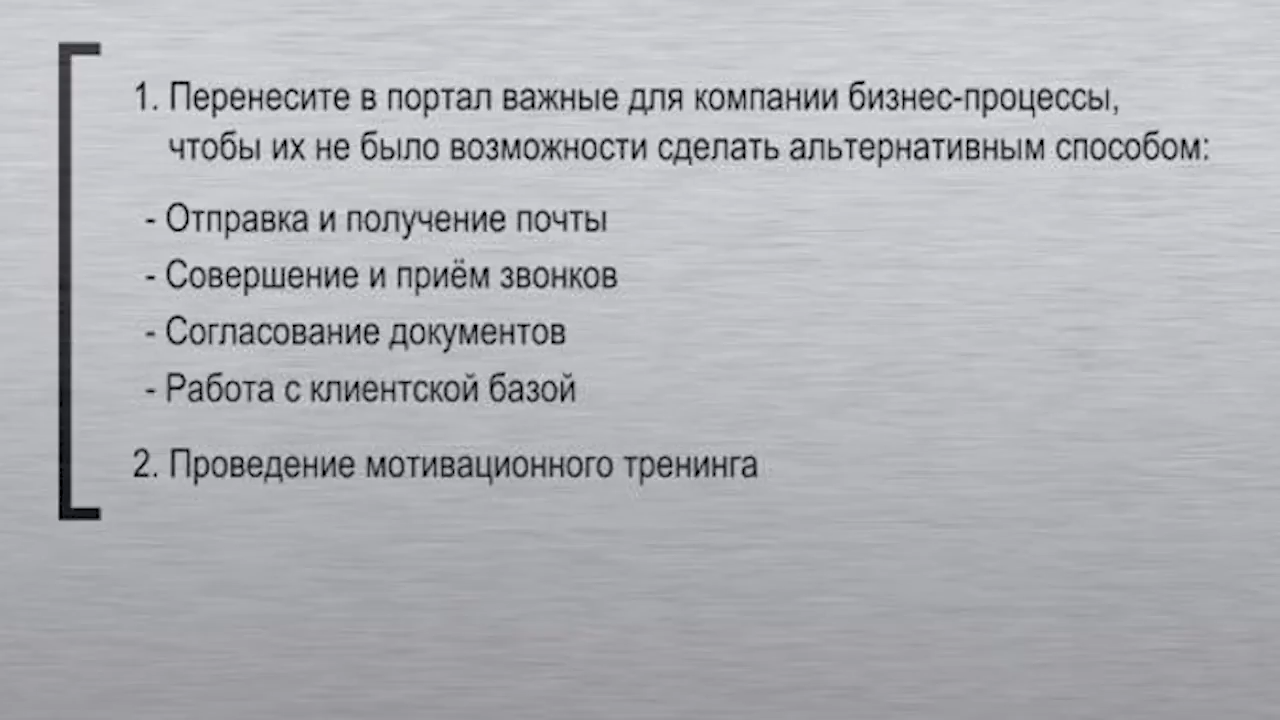 1. Перенесите в портал важные для компании бизнес-процессы,
чтобы их не было возможности сделать альтернативным способом:
- Отправка и получение почты
- Совершение и приём звонков
- Согласование документов
- Работа с клиентской базой
2. Проведение мотивационного тренинга